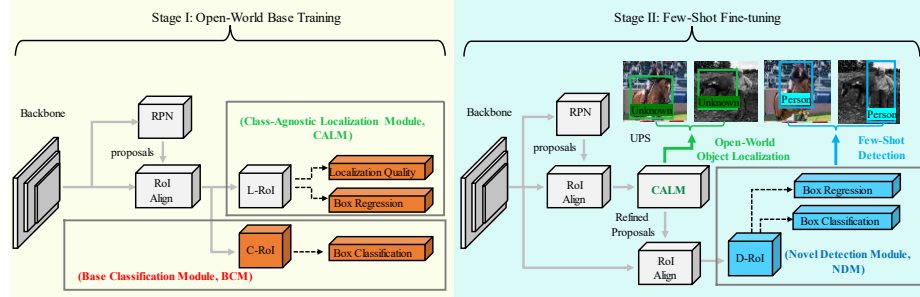 Stage I: Open-World Base Training
Backbone
RPN
proposals
RoI
Align
(Class-Agnostic Localization Module,
CALM)
L-RoI
Localization Quality
Box Regression
C-RoI
Box Classification
(Base Classification Module, BCM)
Stage II: Few-Shot Fine-tuning
Backbone
RPN
proposals
RoI
Align
Unknown
Unknown
Person
Person
UPS
Open-World
Object Localization
Few-Shot
Detection
CALM
Refined
Proposals
RoI
Align
Box Regression
Box Classification
D-RoI
(Novel Detection Module,
NDM)